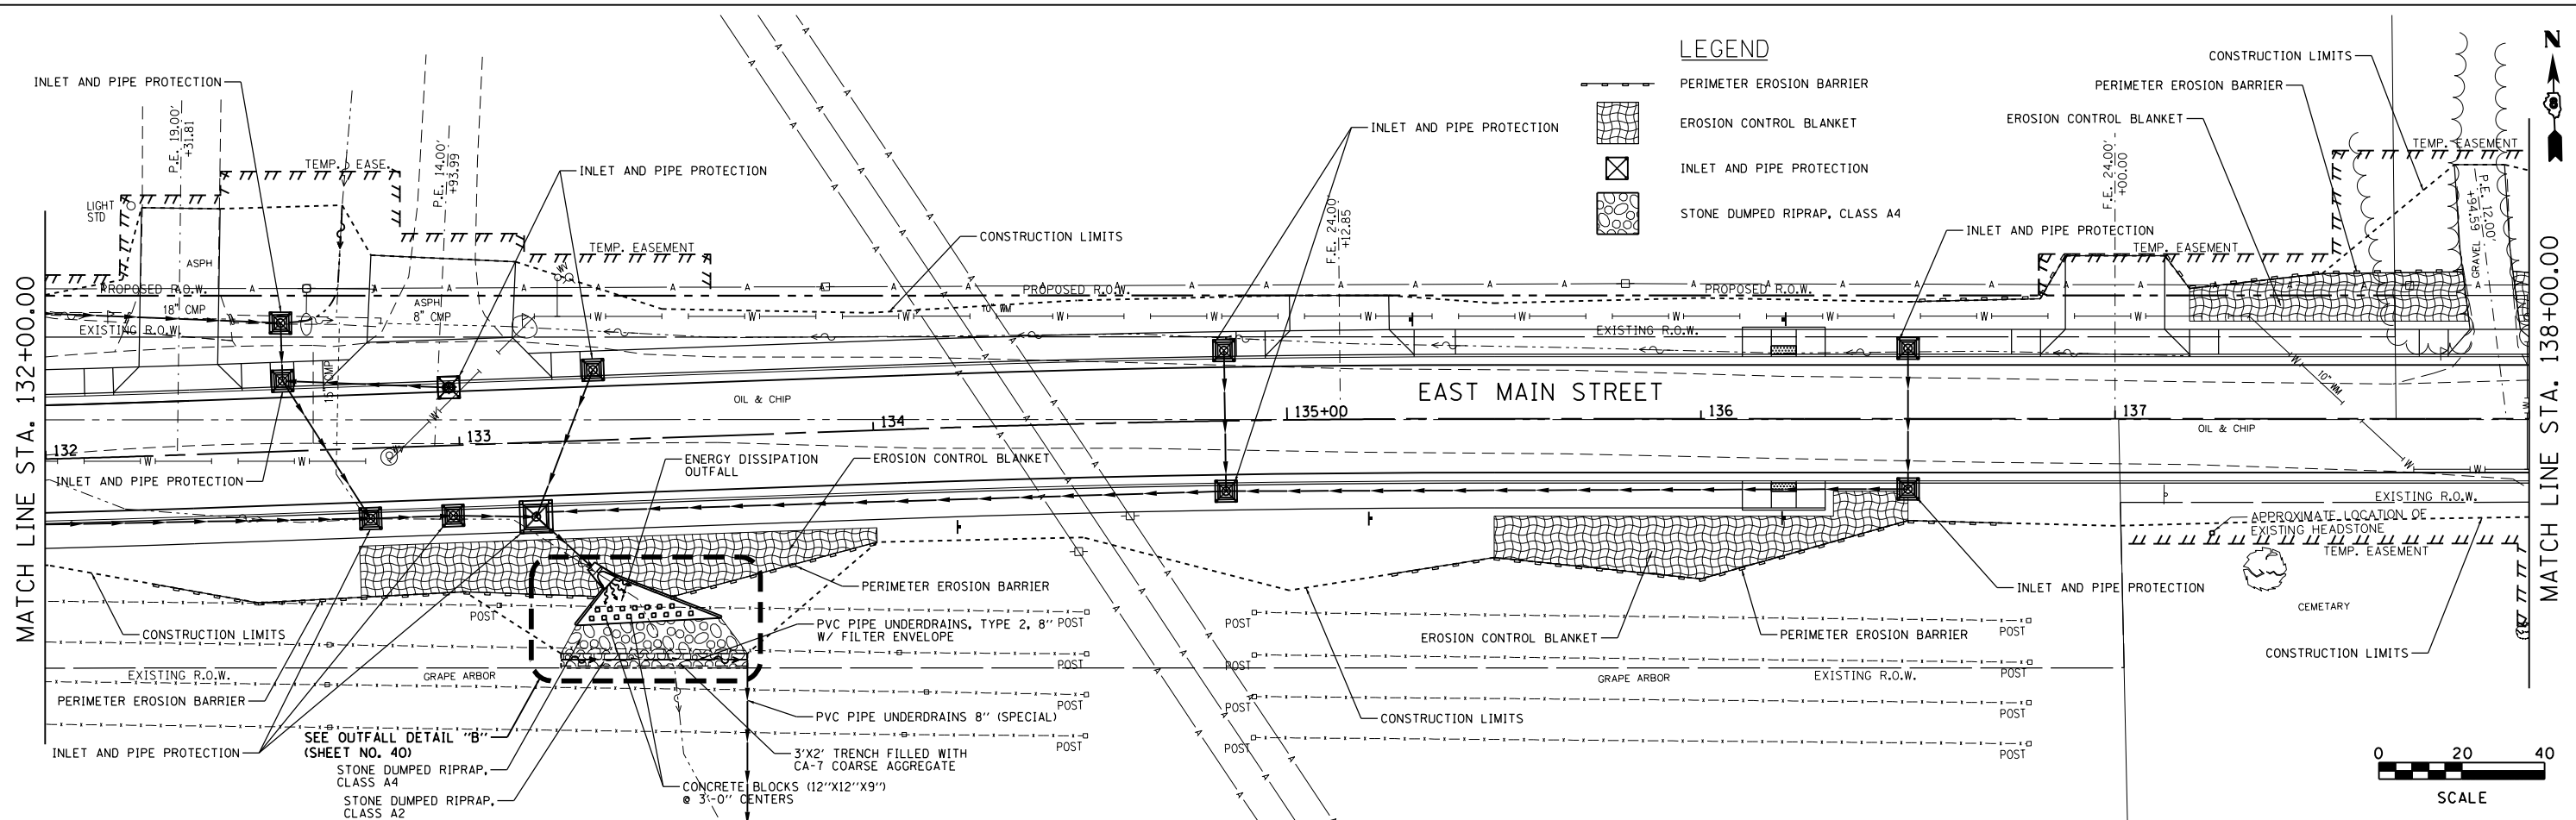 LEGEND
PERIMETER EROSION BARRIER
EROSION CONTROL BLANKET
INLET AND PIPE PROTECTION
STONE DUMPED RIPRAP, CLASS A4
N
8
CONSTRUCTION LIMITS
PERIMETER EROSION BARRIER
EROSION CONTROL BLANKET
INLET AND PIPE PROTECTION
P.E. 19.00'
+31.81
TEMP. EASE.
P.E. 14.00'
+93.99
INLET AND PIPE PROTECTION
INLET AND PIPE PROTECTION
LIGHT
STD
ASPH
TEMP. EASEMENT
CONSTRUCTION LIMITS
F.E. 24.00'
+12.85
INLET AND PIPE PROTECTION
F.E. 24.00'
+00.00
TEMP. EASEMENT
TEMP. EASEMENT
P.E. 12.00'
+94.59
GRAVEL
PROPOSED R.O.W.
PROPOSED R.O.W.
PROPOSED R.O.W.
18" CMP
ASPH
8" CMP
10" WM
EXISTING R.O.W.
EXISTING R.O.W.
15" CMP
10" WM
MATCH LINE STA. 132+00.00
MATCH LINE STA. 138+00.00
EAST MAIN STREET
OIL & CHIP
OIL & CHIP
132
133
134
135+00
136
137
INLET AND PIPE PROTECTION
ENERGY DISSIPATION
OUTFALL
EROSION CONTROL BLANKET
EXISTING R.O.W.
APPROXIMATE LOCATION OF
EXISTING HEADSTONE
TEMP. EASEMENT
CEMETARY
PERIMETER EROSION BARRIER
INLET AND PIPE PROTECTION
POST
PVC PIPE UNDERDRAINS, TYPE 2, 8"
W/ FILTER ENVELOPE
POST
POST
POST
CONSTRUCTION LIMITS
EROSION CONTROL BLANKET
PERIMETER EROSION BARRIER
CONSTRUCTION LIMITS
POST
POST
POST
EXISTING R.O.W.
GRAPE ARBOR
GRAPE ARBOR
EXISTING R.O.W.
PERIMETER EROSION BARRIER
POST
POST
POST
PVC PIPE UNDERDRAINS 8" (SPECIAL)
CONSTRUCTION LIMITS
INLET AND PIPE PROTECTION
SEE OUTFALL DETAIL "B"
(SHEET NO. 40)
POST
POST
POST
3'X2' TRENCH FILLED WITH
CA-7 COARSE AGGREGATE
STONE DUMPED RIPRAP,
CLASS A4
CONCRETE BLOCKS (12"X12"X9")
@ 3'-0" CENTERS
STONE DUMPED RIPRAP,
CLASS A2
0 20 40
SCALE